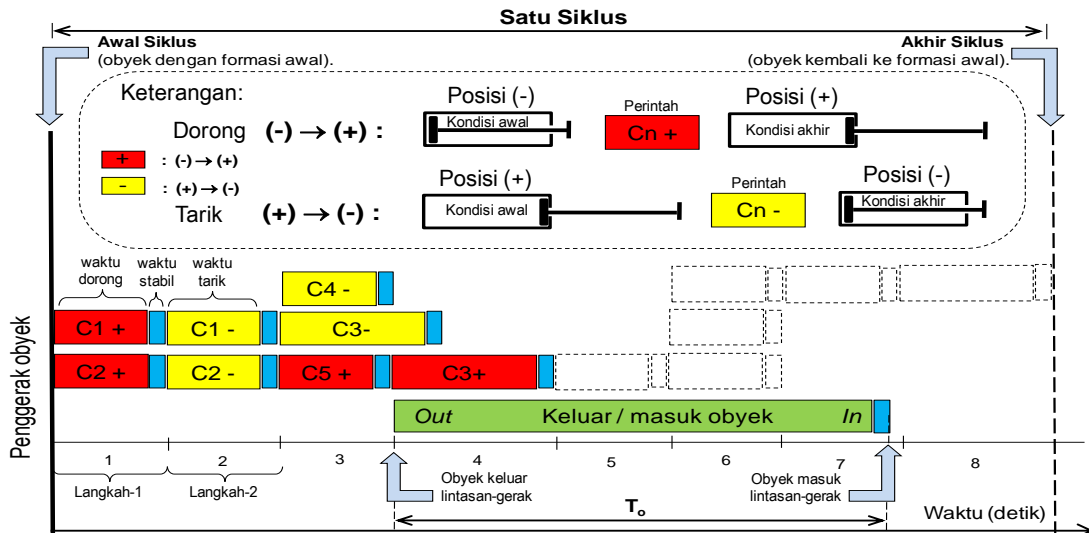 Satu Siklus
Awal Siklus
(obyek dengan formasi awal).
Akhir Siklus
(obyek kembali ke formasi awal).
Keterangan:
Posisi (-)
Perintah
Posisi (+)
Dorong (-) → (+) :
Kondisi awal
Cn +
Kondisi akhir
+ : (-) → (+)
- : (+) → (-)
Posisi (+)
Perintah
Posisi (-)
Tarik (+) → (-) :
Kondisi awal
Cn -
Kondisi akhir
waktu dorong
waktu stabil
waktu tarik
C4 -
C1 +
C1 -
C3-
C2 +
C2 -
C5 +
C3+
Out Keluar / masuk obyek In
Penggerak obyek
1 2 3 4 5 6 7 8
Langkah-1
Langkah-2
Obyek keluar
lintasan-gerak
Obyek masuk
lintasan-gerak
To
Waktu (detik)